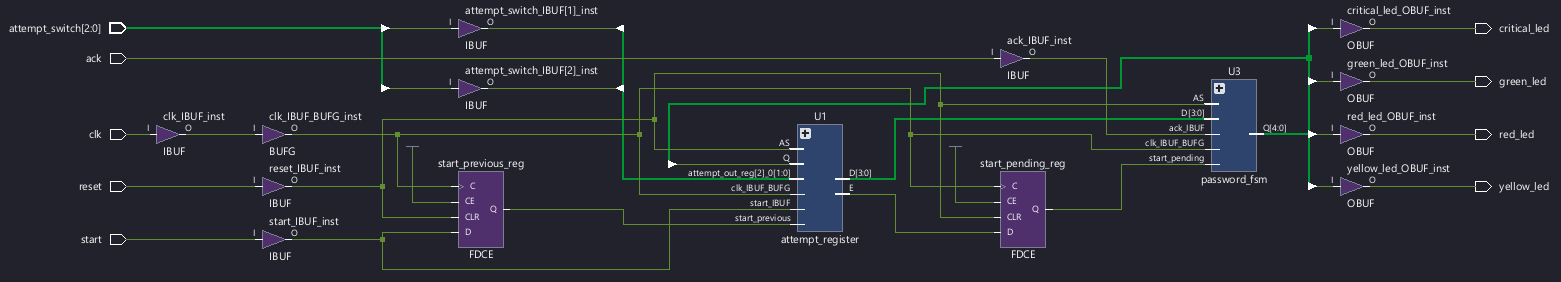 attempt_switch[2:0]
ack
clk
reset
start
clk_IBUF_inst
I
O
IBUF
clk_IBUF_BUFG_inst
I
O
BUFG
reset_IBUF_inst
I
O
IBUF
start_IBUF_inst
I
O
IBUF
attempt_switch_IBUF[1]_inst
I
O
IBUF
attempt_switch_IBUF[2]_inst
I
O
IBUF
start_previous_reg
C
CE
CLR
D
Q
FDCE
U1
AS
Q
attempt_out_reg[2]_0[1:0]
clk_IBUF_BUFG
start_IBUF
start_previous
D[3:0]
E
attempt_register
ack_IBUF_inst
I
O
IBUF
start_pending_reg
C
CE
CLR
D
Q
FDCE
U3
AS
D[3:0]
ack_IBUF
clk_IBUF_BUFG
start_pending
Q[4:0]
password_fsm
critical_led_OBUF_inst
I
O
OBUF
green_led_OBUF_inst
I
O
OBUF
red_led_OBUF_inst
I
O
OBUF
yellow_led_OBUF_inst
I
O
OBUF
critical_led
green_led
red_led
yellow_led